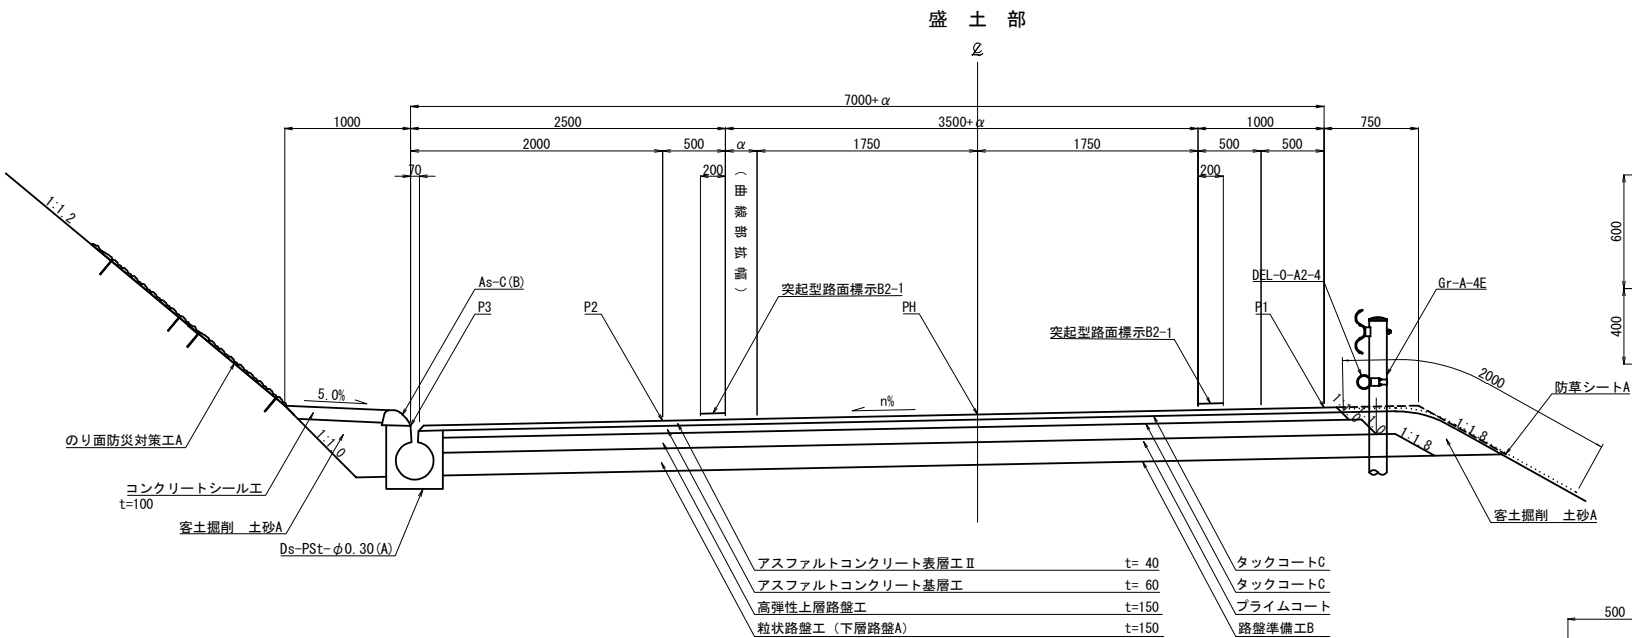 盛 土 部
7000+α
1000
2500
3500+α
1000
750
2000
500
α
1750
1750
500
500
70
200
(曲線部拡幅)
200
1:1.2
600
400
As-C(B)
P3
P2
突起型路面標示B2-1
PH
突起型路面標示B2-1
DEL-0-A2-4
P1
Gr-A-4E
2000
防草シートA
5.0%
n%
1:1.0
1:1.0
1:1.8
1:1.8
のり面防災対策工A
1:1.0
コンクリートシール工
t=100
客土掘削 土砂A
客土掘削 土砂A
Ds-PSt-φ0.30(A)
アスファルトコンクリート表層工Ⅱ t= 40
タックコートC
アスファルトコンクリート基層工 t= 60
タックコートC
高弾性上層路盤工 t=150
プライムコート
粒状路盤工(下層路盤A) t=150
路盤準備工B
500